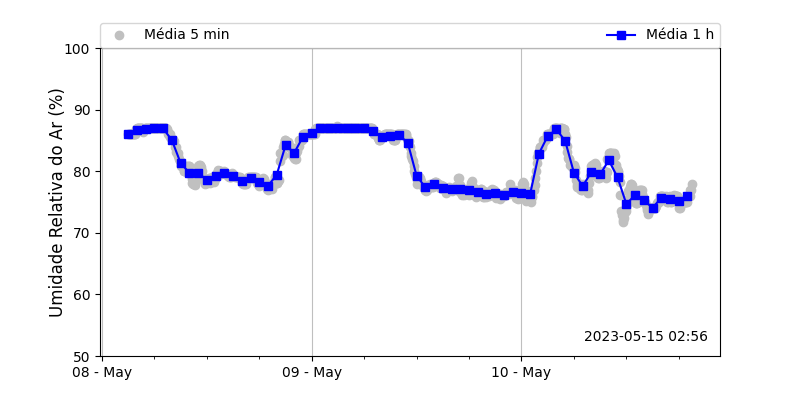 Média 5 min
Média 1 h
100
90
80
70
60
50
Umidade Relativa do Ar (%)
2023-05-15 02:56
08 - May
09 - May
10 - May